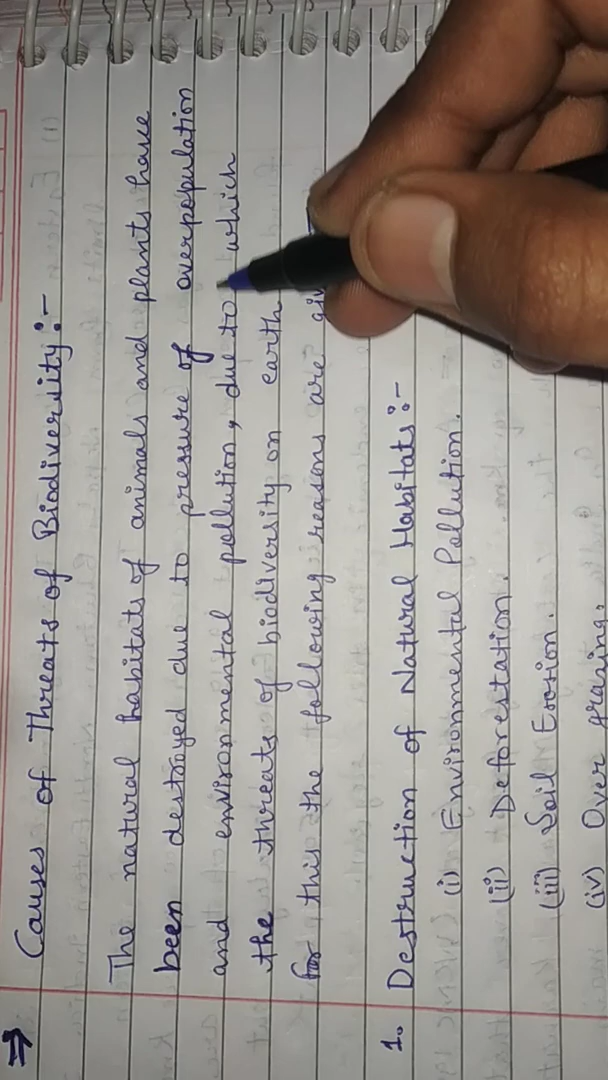 ⇒ Causes of Threats of Biodiversity:-
The natural habitats of animals and plants have
been destroyed due to pressure of overpopulation
and environmental pollution, due to which
the threats of biodiversity on earth
for this the following reasons are
1. Destruction of Natural Habitats:-
(i) Environmental Pollution.
(ii) Deforestation.
(iii) Soil Erosion.
(iv) Over grazing.